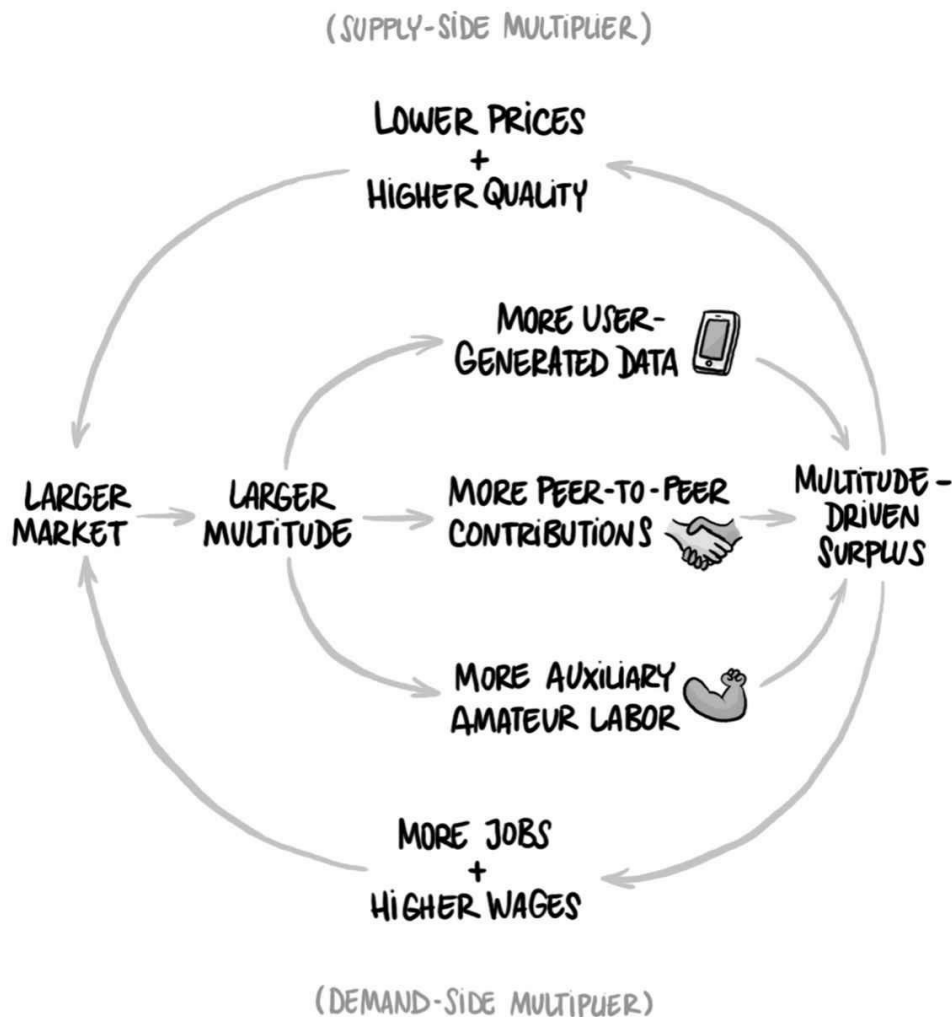 (SUPPLY-SIDE MULTIPLIER)
LOWER PRICES
+
HIGHER QUALITY
MORE USER-
GENERATED DATA
LARGER
MARKET
LARGER
MULTITUDE
MORE PEER-TO-PEER
CONTRIBUTIONS
MULTITUDE-
DRIVEN
SURPLUS
MORE AUXILIARY
AMATEUR LABOR
MORE JOBS
+
HIGHER WAGES
(DEMAND-SIDE MULTIPLIER)